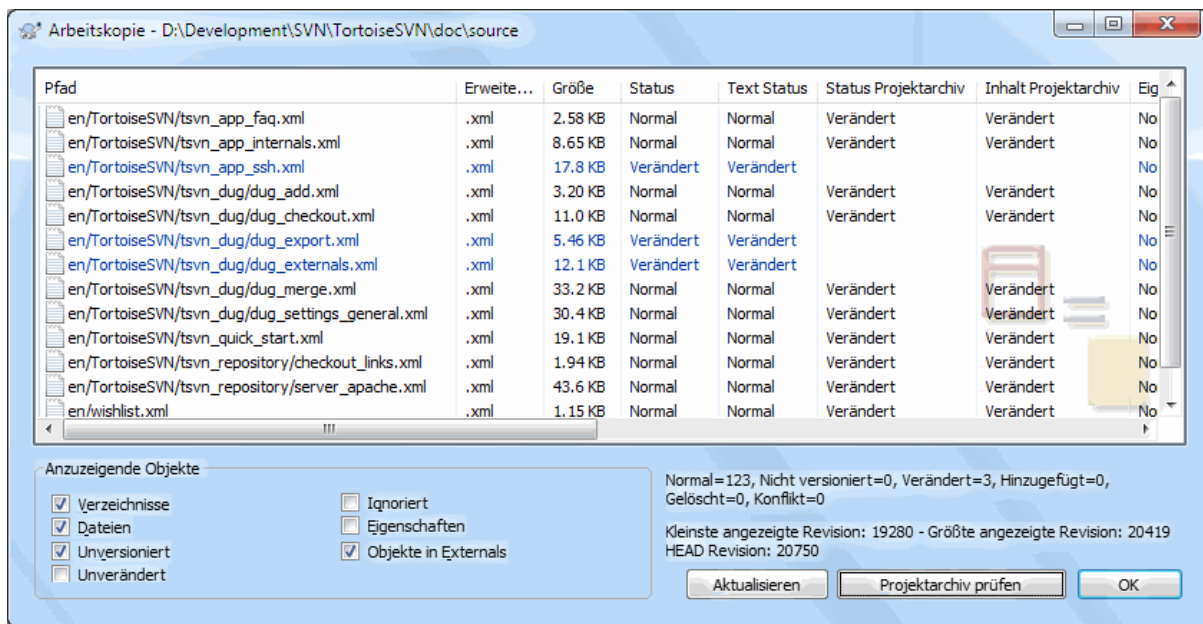 Arbeitskopie - D:\Development\SVN\TortoiseSVN\doc\source
Pfad Erweite... Größe Status Text Status Status Projektarchiv Inhalt Projektarchiv Eig
en/TortoiseSVN/tsvn_app_faq.xml .xml 2.58 KB Normal Normal Verändert Verändert No
en/TortoiseSVN/tsvn_app_internals.xml .xml 8.65 KB Normal Normal Verändert Verändert No
en/TortoiseSVN/tsvn_app_ssh.xml .xml 17.8 KB Verändert Verändert No
en/TortoiseSVN/tsvn_dug/dug_add.xml .xml 3.20 KB Normal Normal Verändert Verändert No
en/TortoiseSVN/tsvn_dug/dug_checkout.xml .xml 11.0 KB Normal Normal Verändert Verändert No
en/TortoiseSVN/tsvn_dug/dug_export.xml .xml 5.46 KB Verändert Verändert No
en/TortoiseSVN/tsvn_dug/dug_externals.xml .xml 12.1 KB Verändert Verändert No
en/TortoiseSVN/tsvn_dug/dug_merge.xml .xml 33.2 KB Normal Normal Verändert Verändert No
en/TortoiseSVN/tsvn_dug/dug_settings_general.xml .xml 30.4 KB Normal Normal Verändert Verändert No
en/TortoiseSVN/tsvn_quick_start.xml .xml 19.1 KB Normal Normal Verändert Verändert No
en/TortoiseSVN/tsvn_repository/checkout_links.xml .xml 1.94 KB Normal Normal Verändert Verändert No
en/TortoiseSVN/tsvn_repository/server_apache.xml .xml 43.6 KB Normal Normal Verändert Verändert No
en/wishlist.xml .xml 1.15 KB Normal Normal Verändert Verändert No
Anzuzeigende Objekte
Verzeichnisse
Dateien
Unversioniert
Unverändert
Ignoriert
Eigenschaften
Objekte in Externals
Normal=123, Nicht versioniert=0, Verändert=3, Hinzugefügt=0,
Gelöscht=0, Konflikt=0
Kleinste angezeigte Revision: 19280 - Größte angezeigte Revision: 20419
HEAD Revision: 20750
Aktualisieren
Projektarchiv prüfen
OK